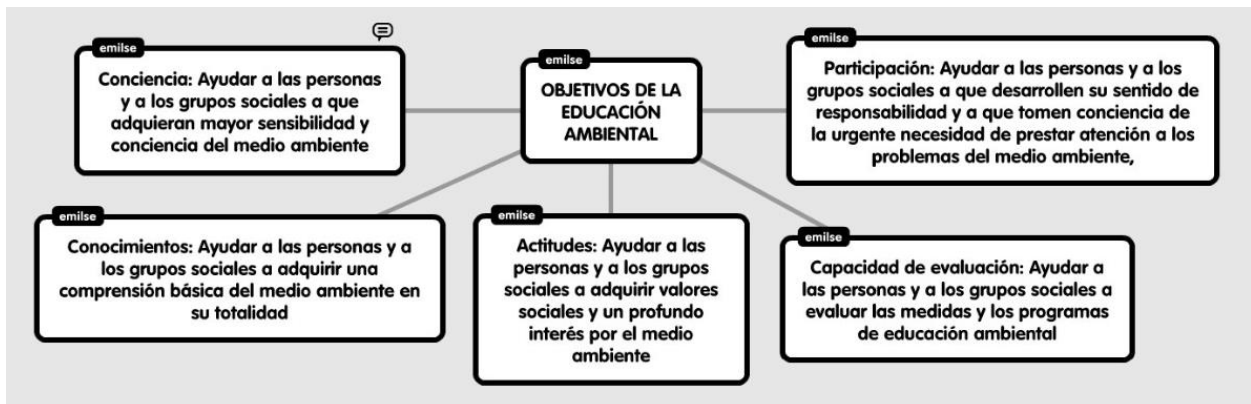 emilse
Conciencia: Ayudar a las personas
y a los grupos sociales a que
adquieran mayor sensibilidad y
conciencia del medio ambiente
emilse
OBJETIVOS DE LA
EDUCACIÓN
AMBIENTAL
emilse
Participación: Ayudar a las personas y a los
grupos sociales a que desarrollen su sentido de
responsabilidad y a que tomen conciencia de
la urgente necesidad de prestar atención a los
problemas del medio ambiente,
emilse
Conocimientos: Ayudar a las personas y a
los grupos sociales a adquirir una
comprensión básica del medio ambiente en
su totalidad
emilse
Actitudes: Ayudar a las
personas y a los grupos
sociales a adquirir valores
sociales y un profundo
interés por el medio
ambiente
emilse
Capacidad de evaluación: Ayudar a
las personas y a los grupos sociales a
evaluar las medidas y los programas
de educación ambiental